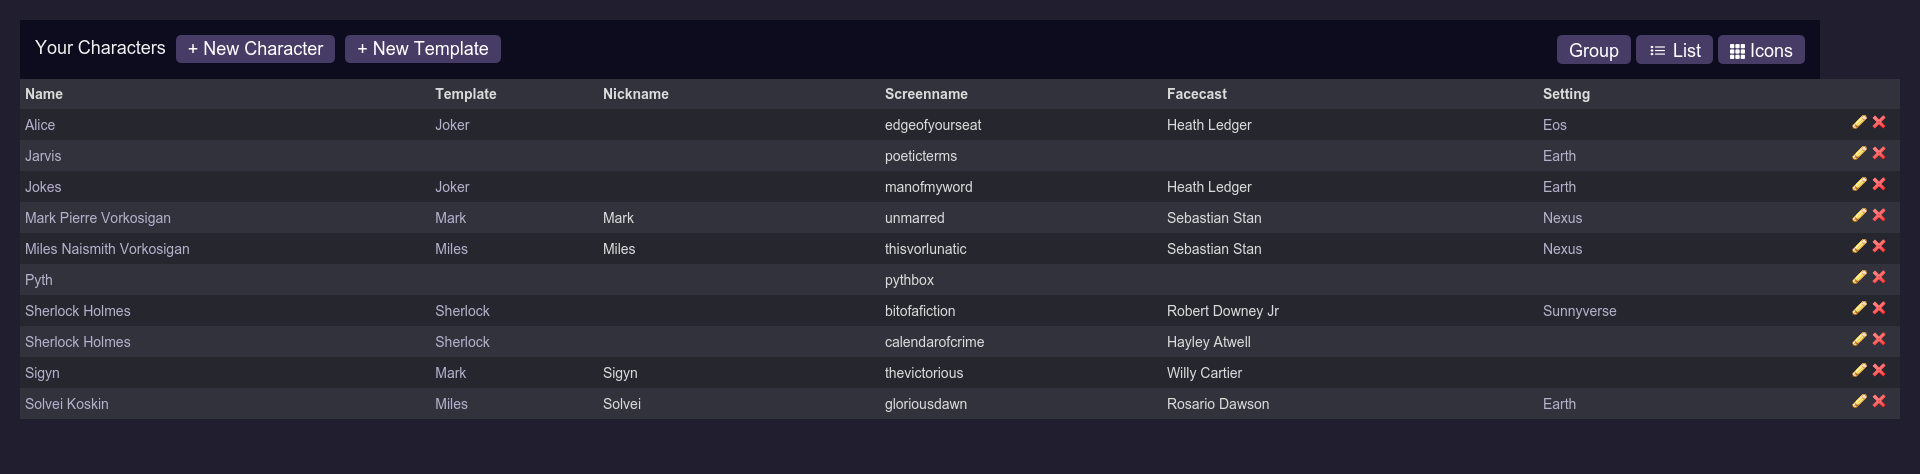 Your Characters + New Character + New Template Group List Icons
Name Template Nickname Screenname Facecast Setting
Alice Joker edgeofyourseat Heath Ledger Eos
Jarvis poeticterms Earth
Jokes Joker manofmyword Heath Ledger Earth
Mark Pierre Vorkosigan Mark Mark unmarred Sebastian Stan Nexus
Miles Naismith Vorkosigan Miles Miles thisvorlunatic Sebastian Stan Nexus
Pyth pythbox
Sherlock Holmes Sherlock bitofafiction Robert Downey Jr Sunnyverse
Sherlock Holmes Sherlock calendarofcrime Hayley Atwell
Sigyn Mark Sigyn thevictorious Willy Cartier
Solvei Koskin Miles Solvei gloriousdawn Rosario Dawson Earth